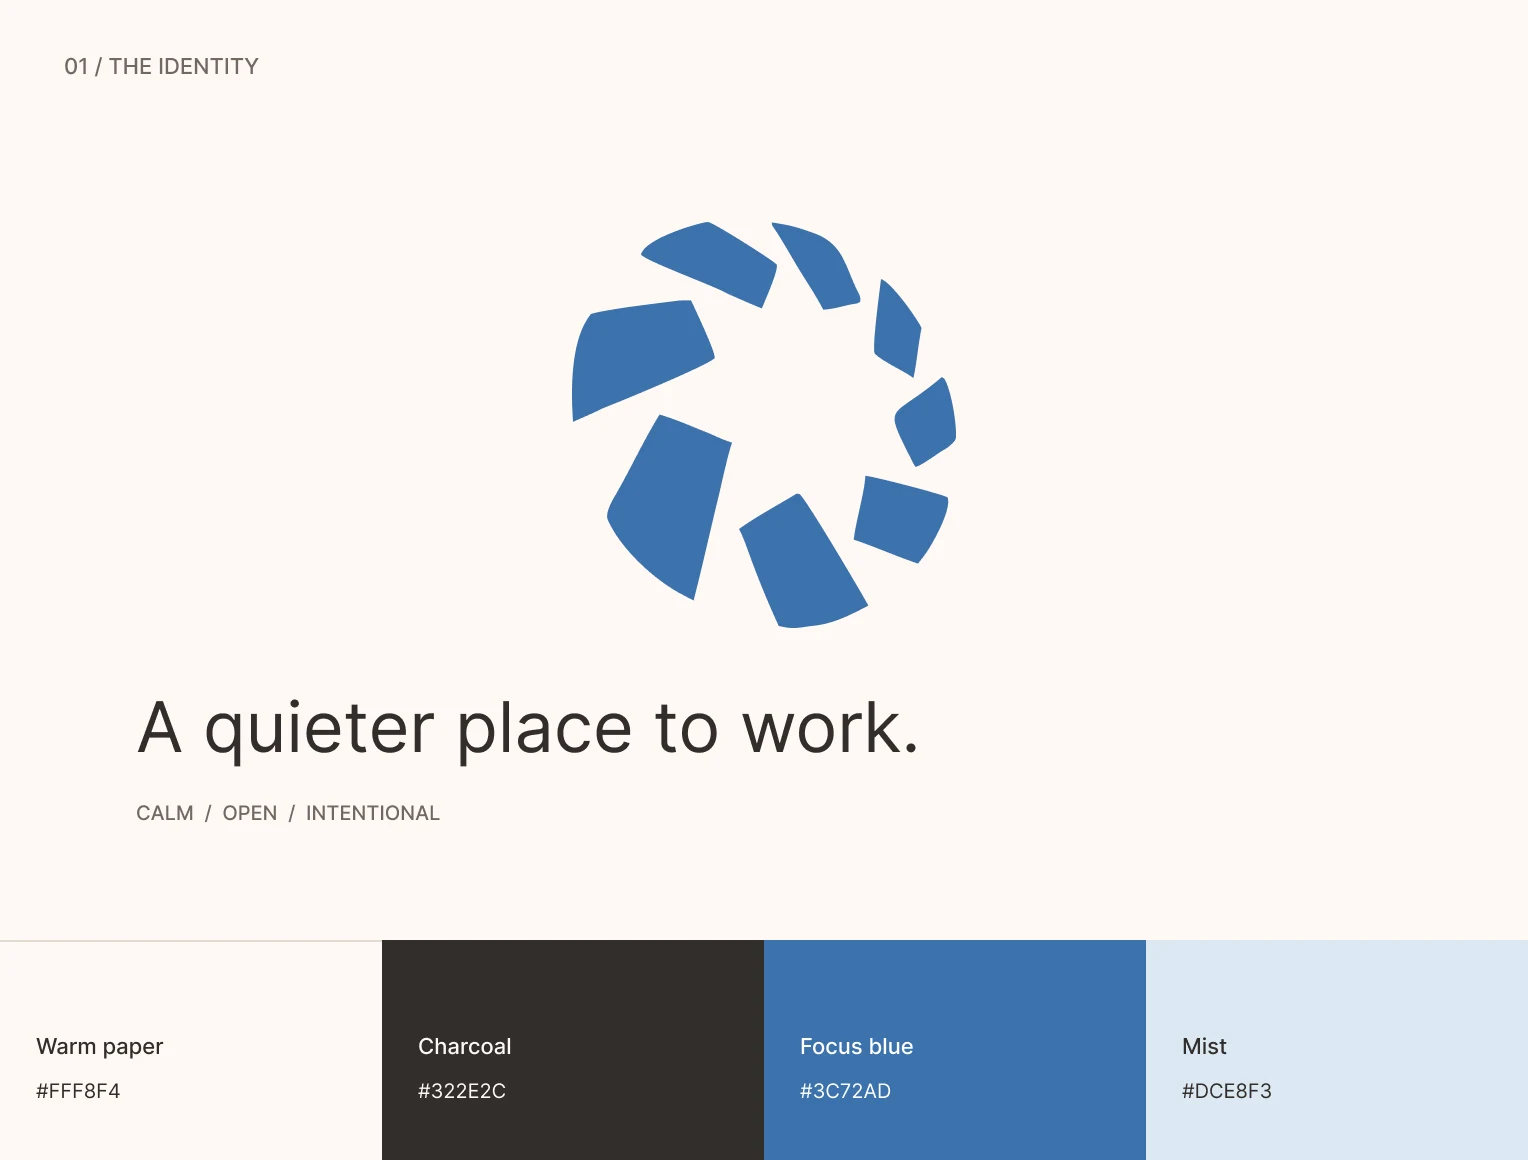 01 / THE IDENTITY
A quieter place to work.
CALM / OPEN / INTENTIONAL
Warm paper
#FFF8F4
Charcoal
#322E2C
Focus blue
#3C72AD
Mist
#DCE8F3